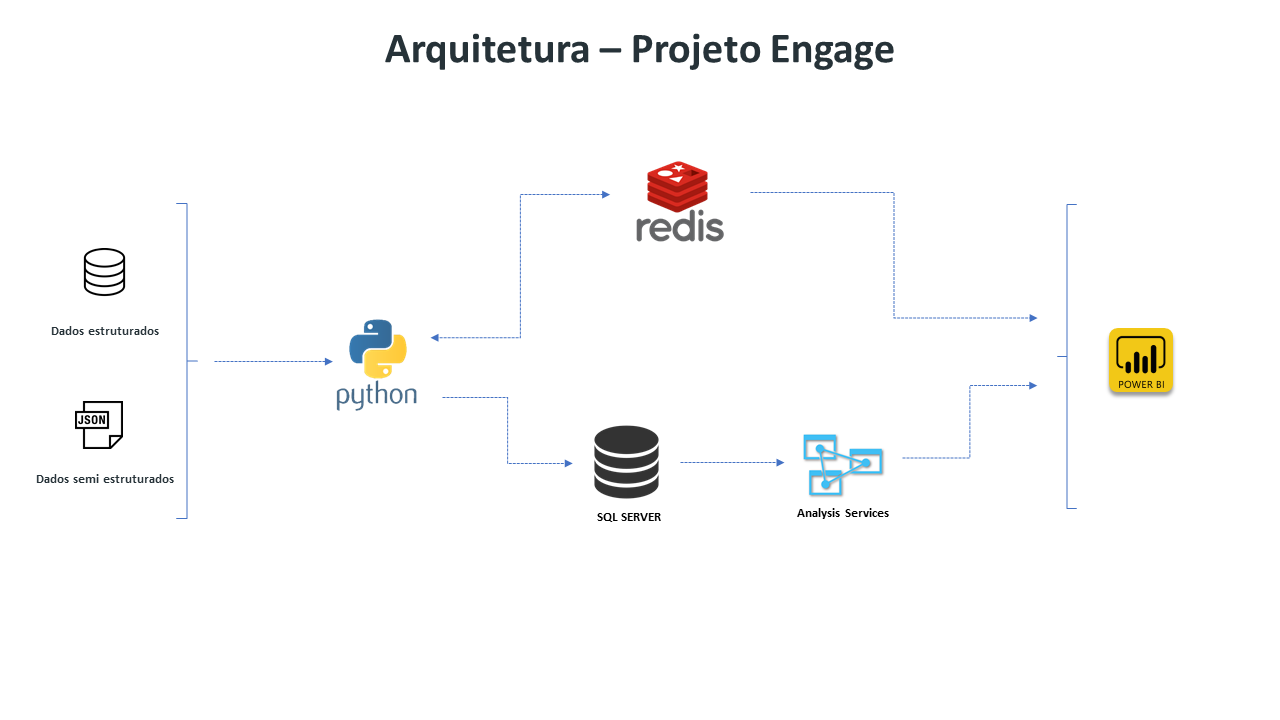 Arquitetura – Projeto Engage
redis
Dados estruturados
python
POWER BI
JSON
Dados semi estruturados
SQL SERVER
Analysis Services